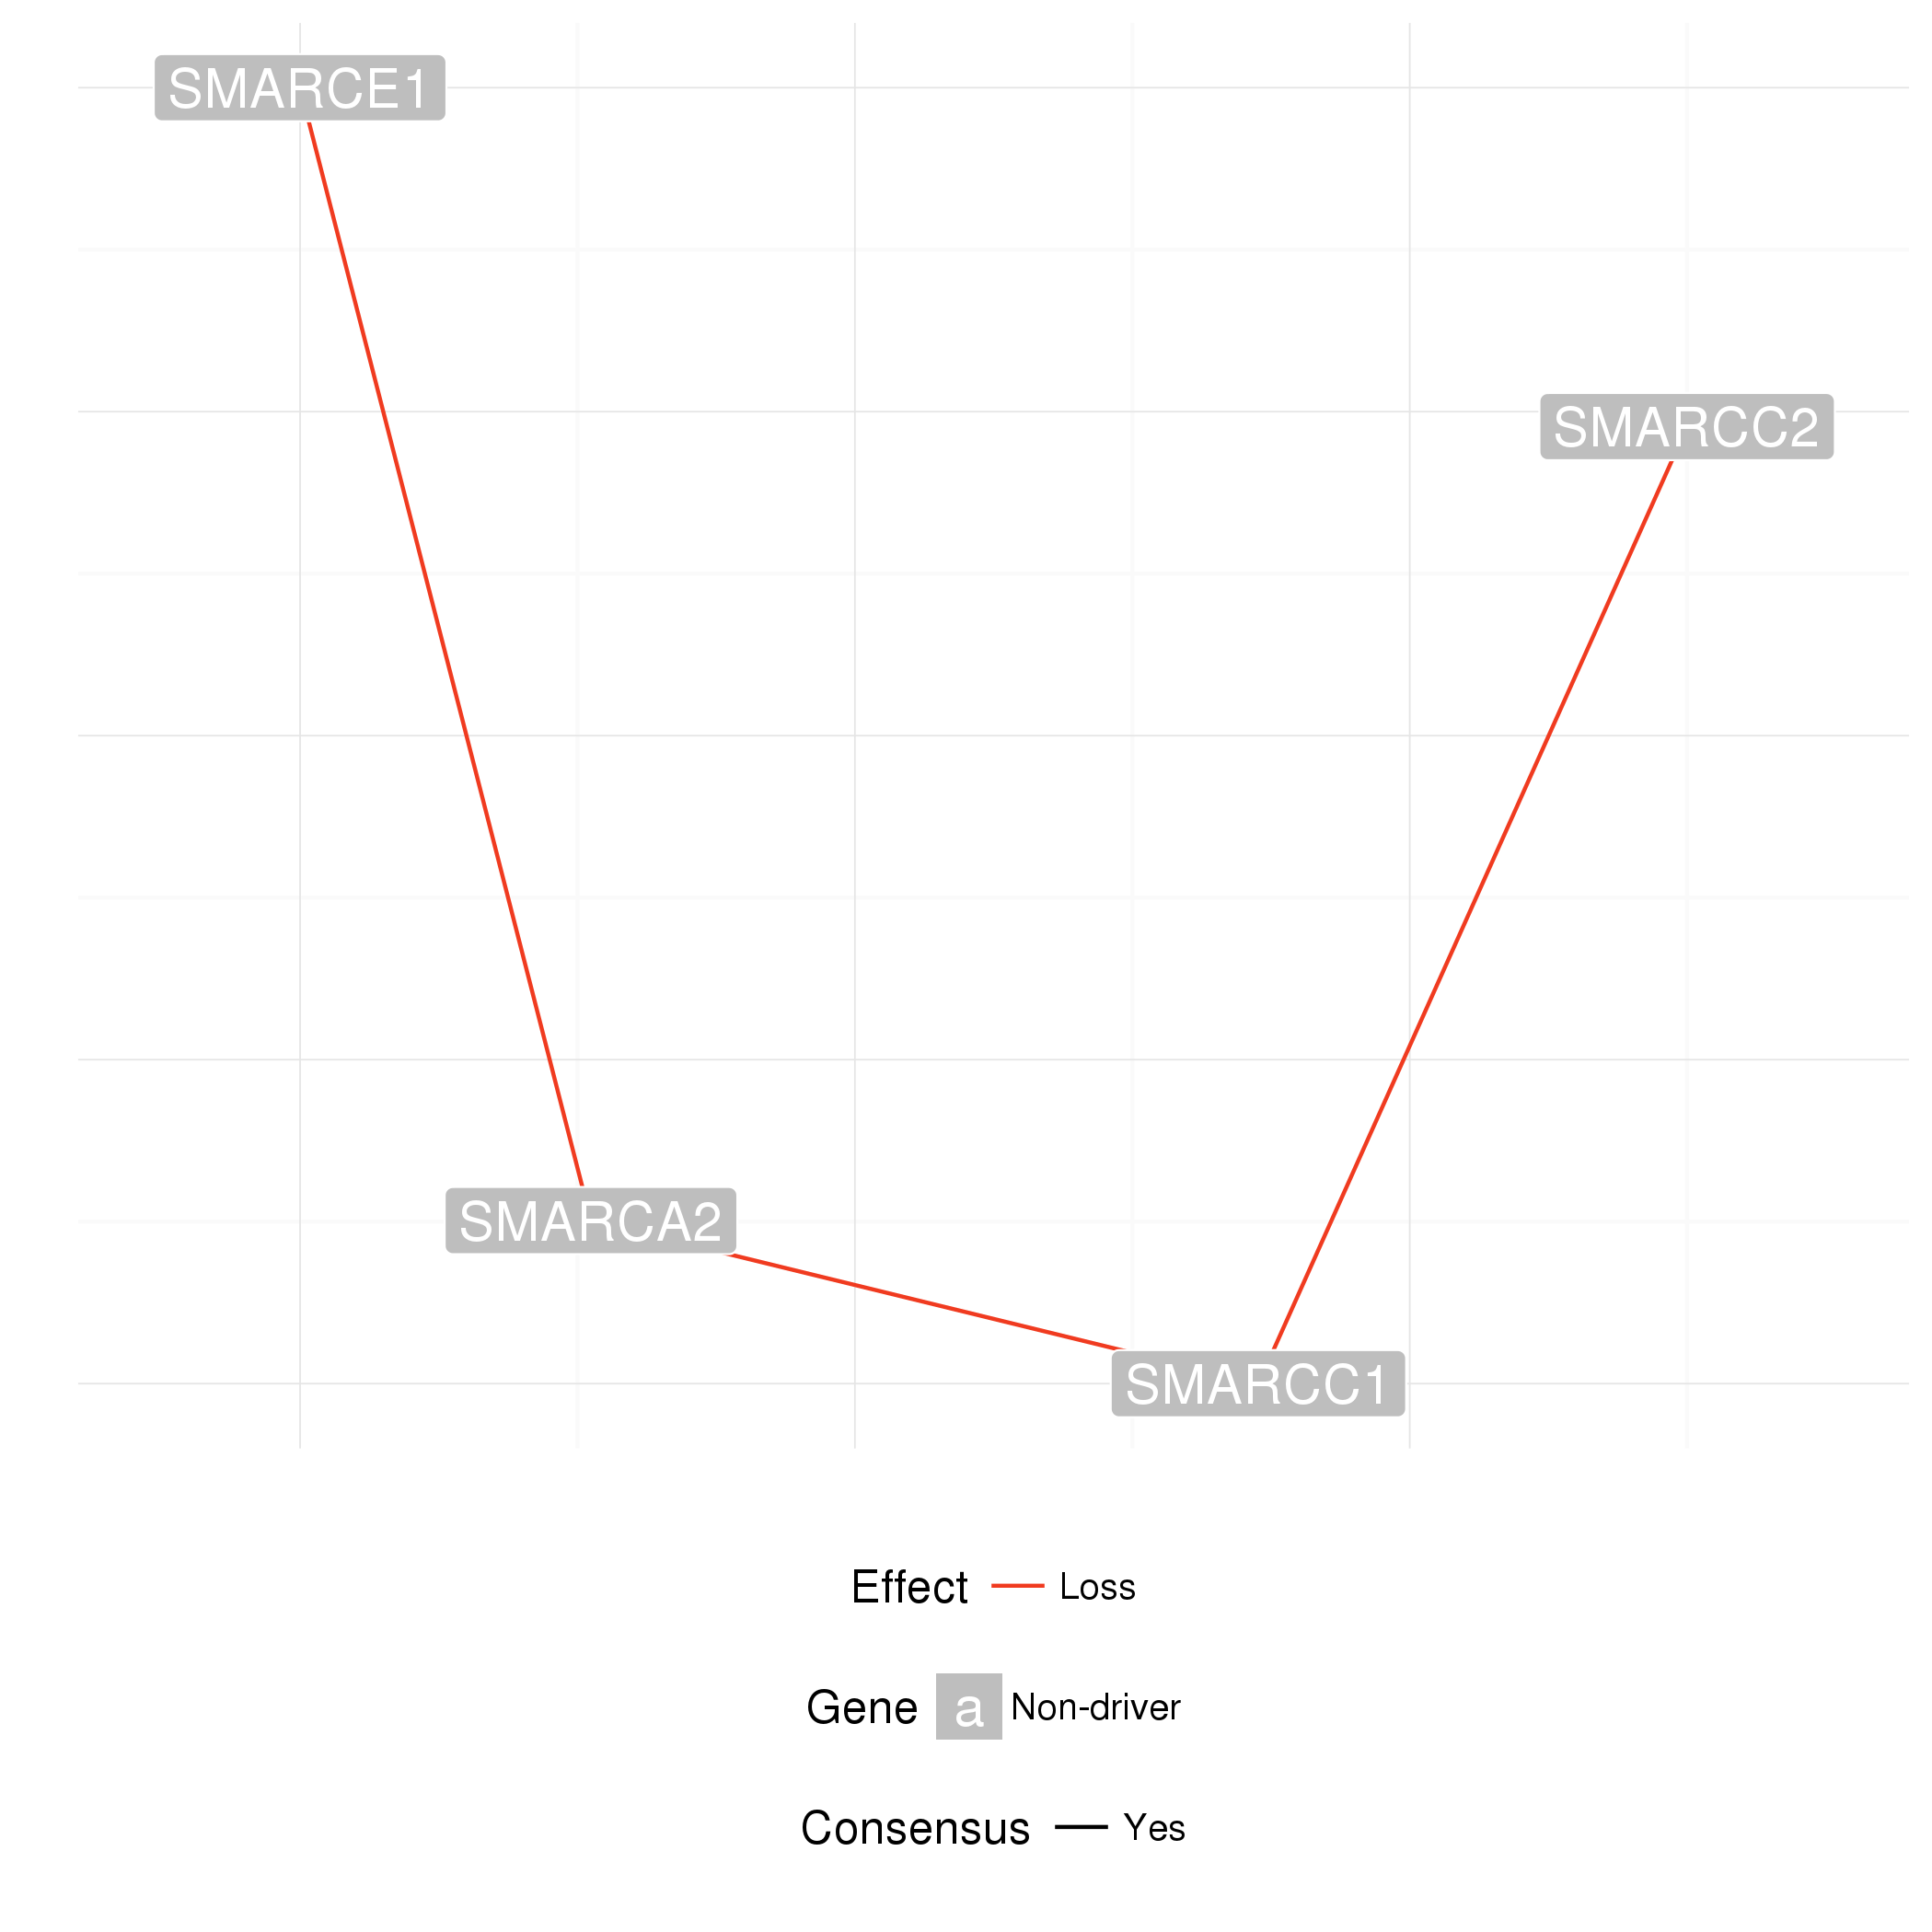 SMARCE1
SMARCC2
SMARCA2
SMARCC1
Effect Loss
Gene a Non-driver
Consensus Yes